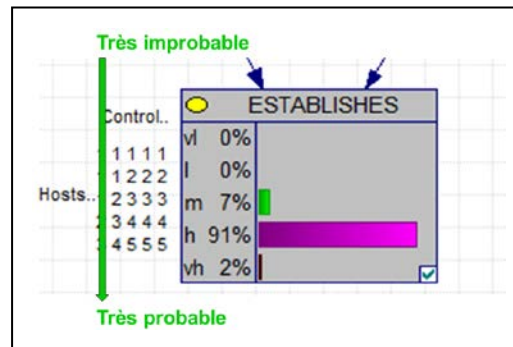 Très improbable
Control..
ESTABLISHES
vl 0%
l 0%
m 7%
h 91%
vh 2%
1 1 1 1
1 2 2 2
Hosts.. 2 3 3 3
3 4 4 4
4 5 5 5
Très probable